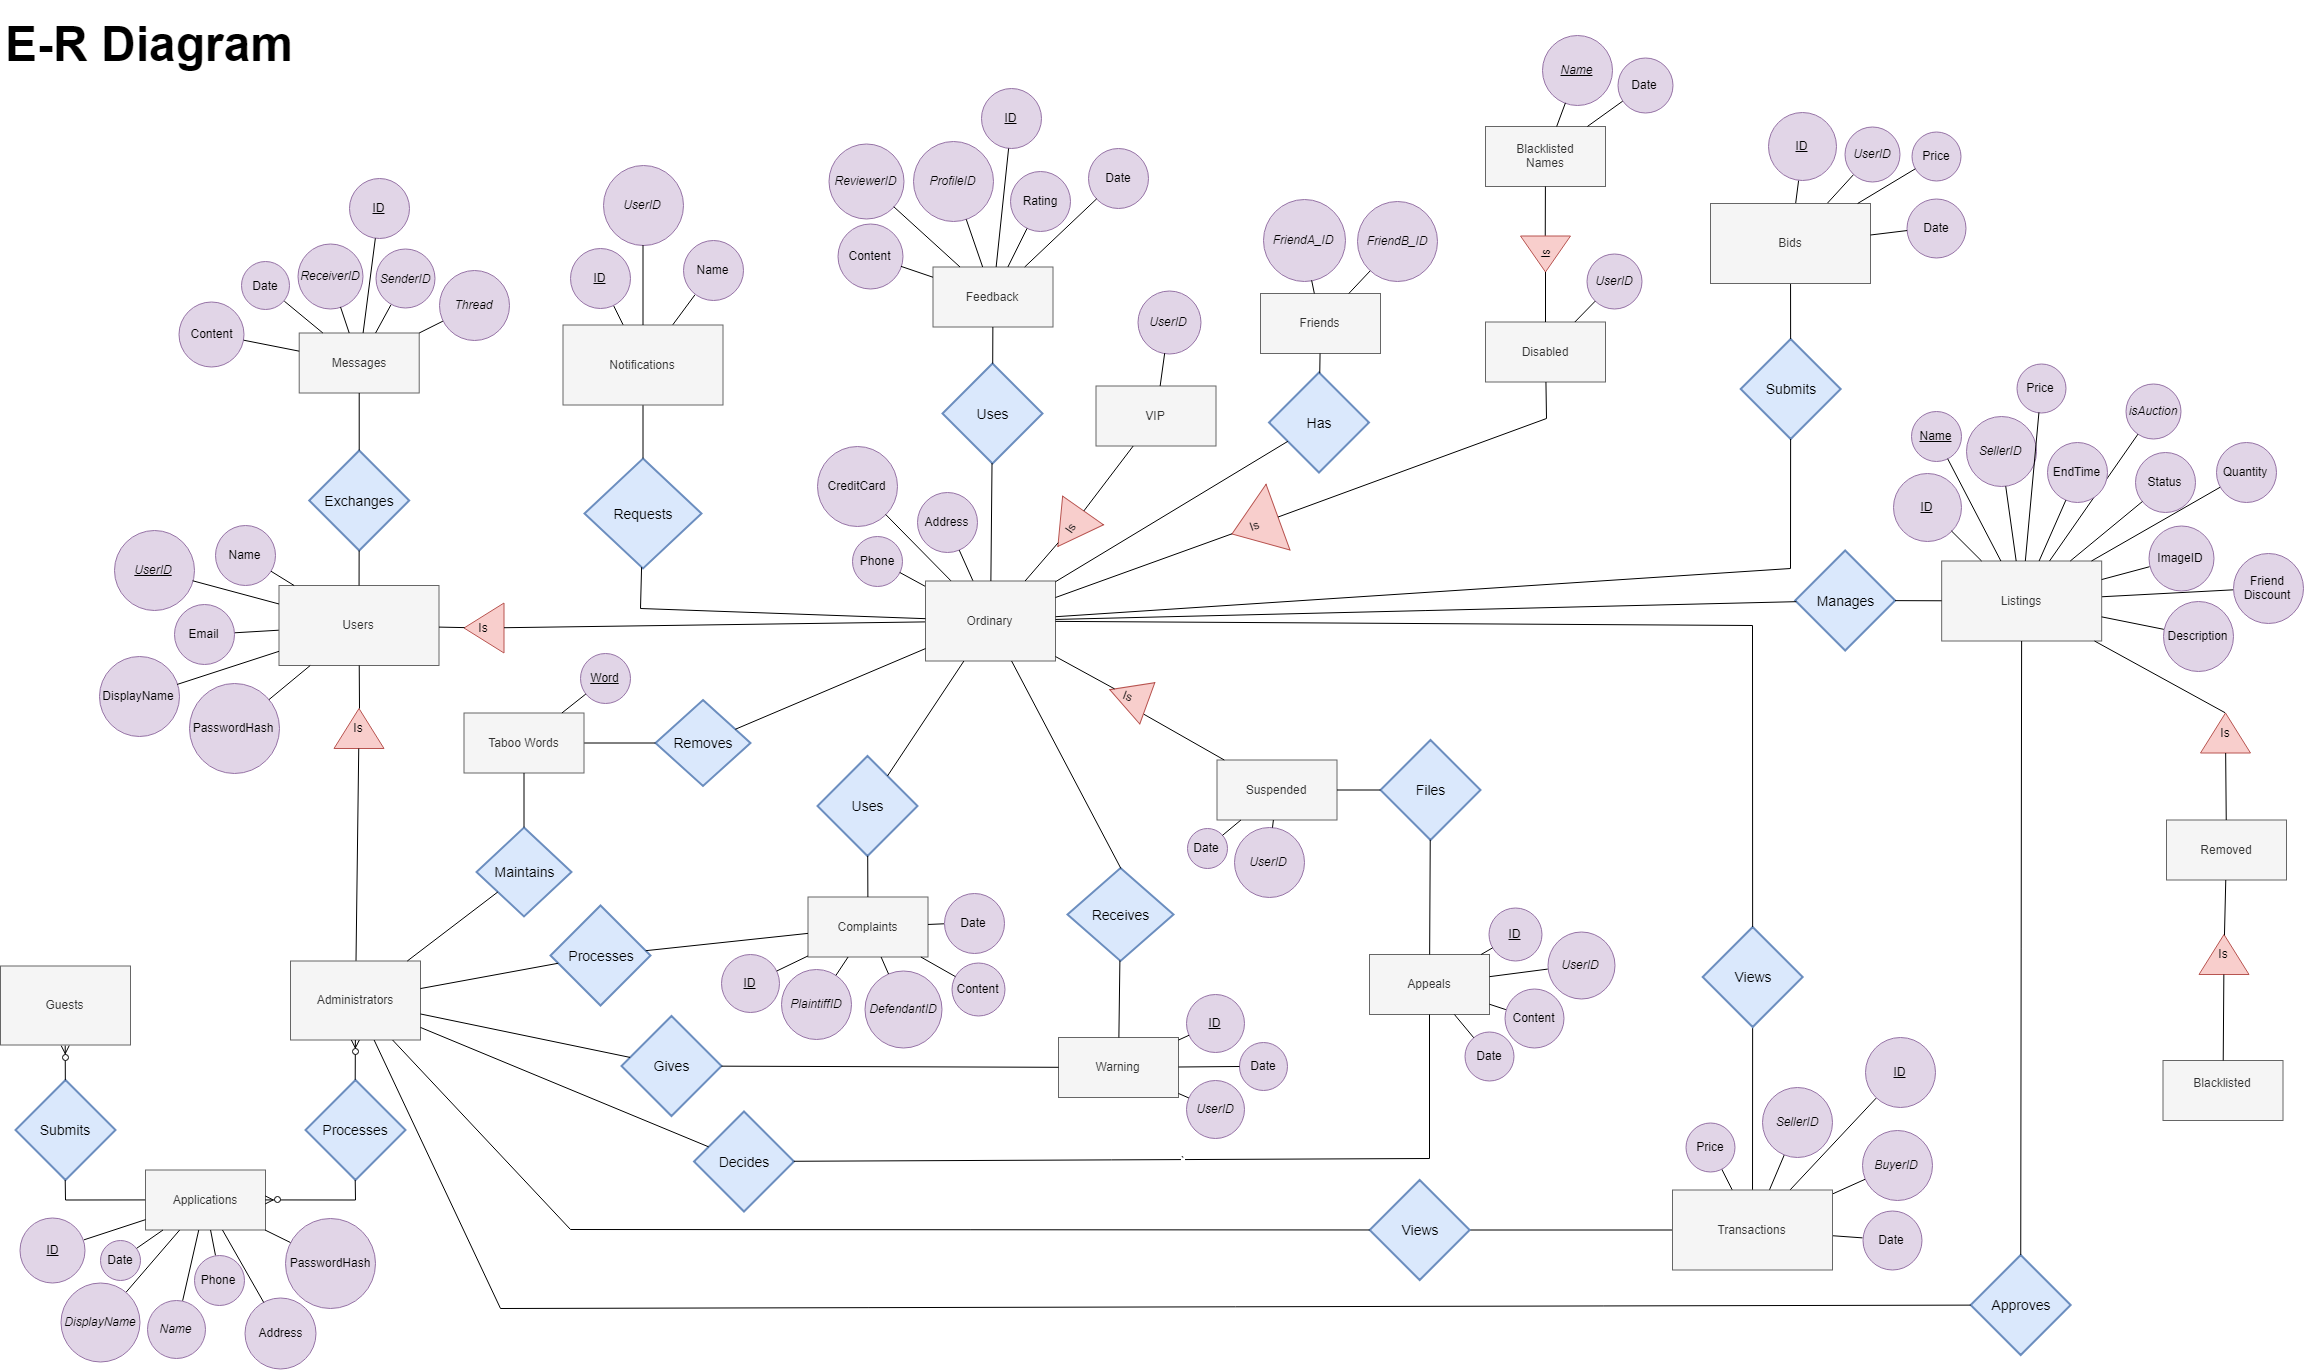 E-R Diagram
Name
Date
Blacklisted
Names
Is
Disabled
UserID
ID
UserID
Price
Date
Bids
Submits
ID
ReviewerID
ProfileID
Rating
Date
Content
Feedback
Uses
UserID
VIP
Is
FriendA_ID
FriendB_ID
Friends
Has
Is
ID
Date
ReceiverID
SenderID
Thread
Content
Messages
Exchanges
UserID
ID
Name
Notifications
Requests
CreditCard
Address
Phone
Ordinary
UserID
Name
Email
DisplayName
PasswordHash
Users
Is
Is
Price
isAuction
Name
SellerID
EndTime
Status
Quantity
ID
ImageID
Friend
Discount
Description
Listings
Manages
Is
Removed
Is
Blacklisted
Word
Taboo Words
Removes
Maintains
Uses
Is
Suspended
Date
UserID
Files
Receives
Processes
Complaints
Date
ID
PlaintiffID
DefendantID
Content
Appeals
ID
UserID
Content
Date
Views
Guests
Administrators
Gives
Warning
ID
Date
UserID
Submits
Processes
Decides
Applications
ID
Date
DisplayName
Name
Phone
Address
PasswordHash
Views
Price
SellerID
ID
BuyerID
Date
Transactions
Approves